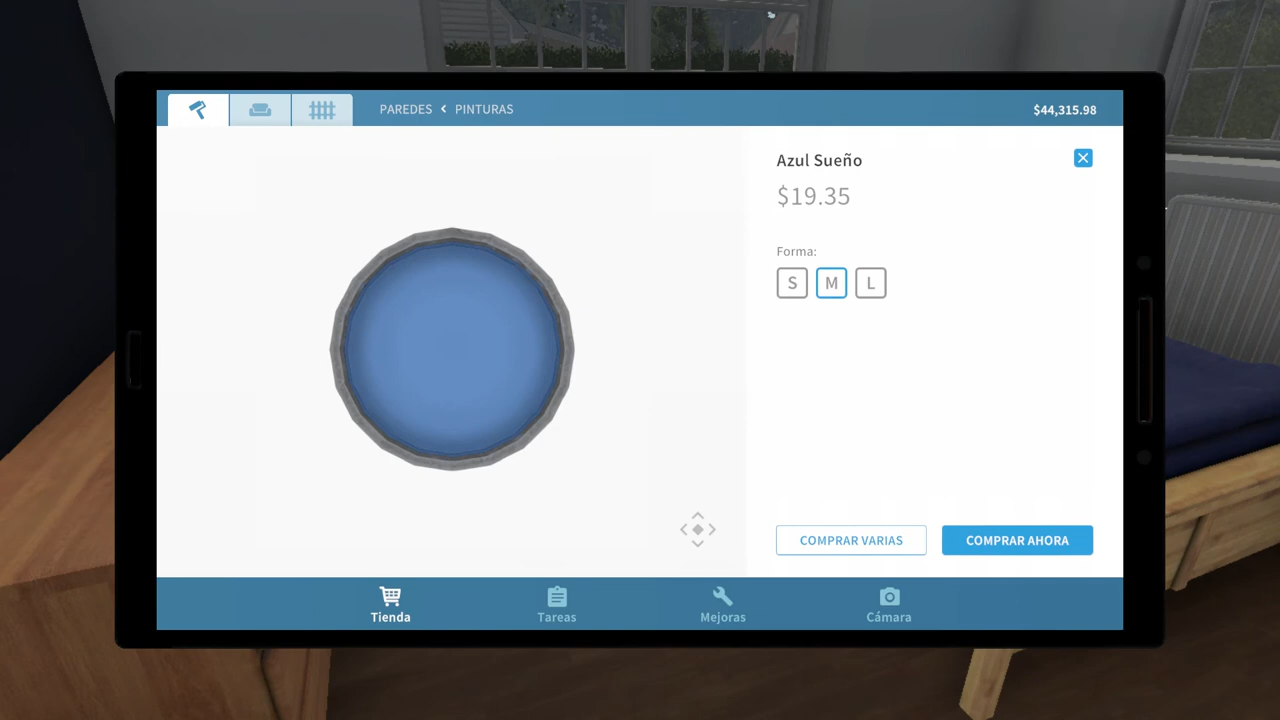 PAREDES < PINTURAS
$44,315.98
Azul Sueño
$19.35
Forma:
S M L
COMPRAR VARIAS
COMPRAR AHORA
Tienda
Tareas
Mejoras
Cámara